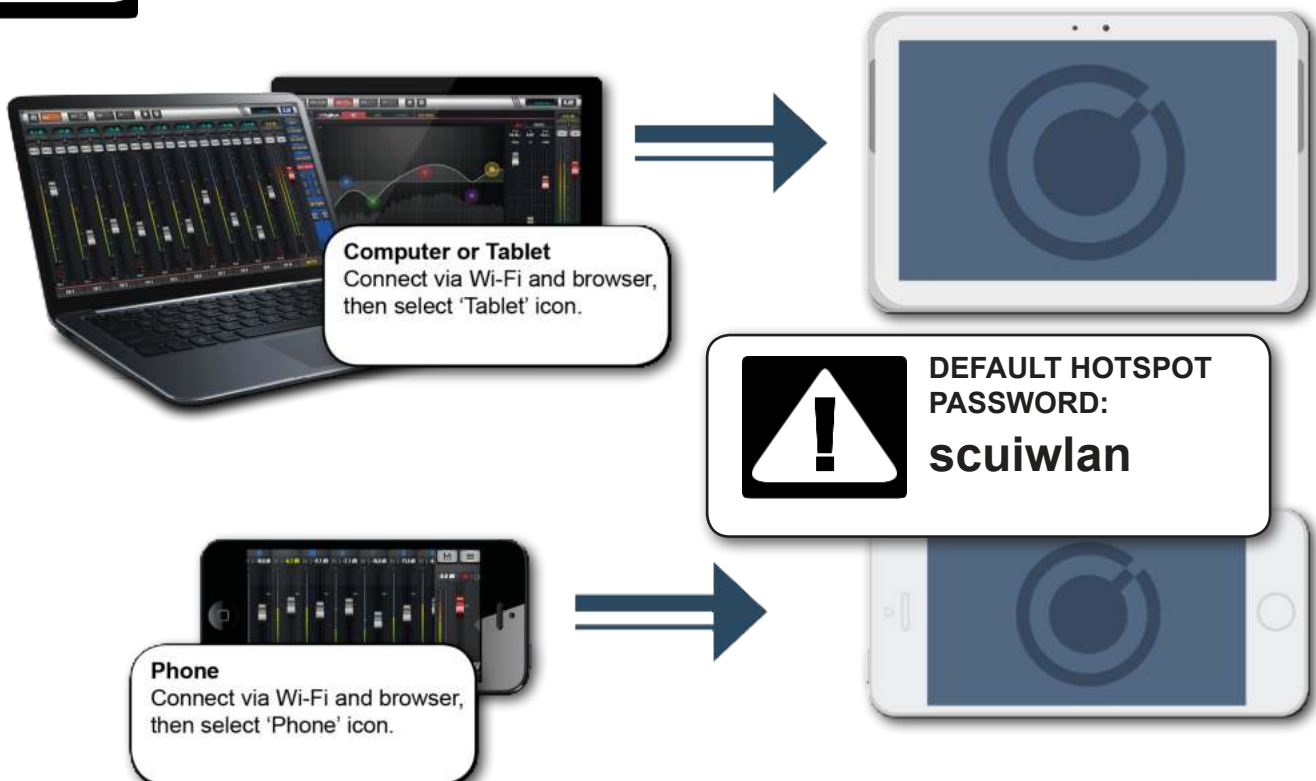 Computer or Tablet
Connect via Wi-Fi and browser,
then select ‘Tablet’ icon.
DEFAULT HOTSPOT
PASSWORD:
scuiwlan
Phone
Connect via Wi-Fi and browser,
then select ‘Phone’ icon.